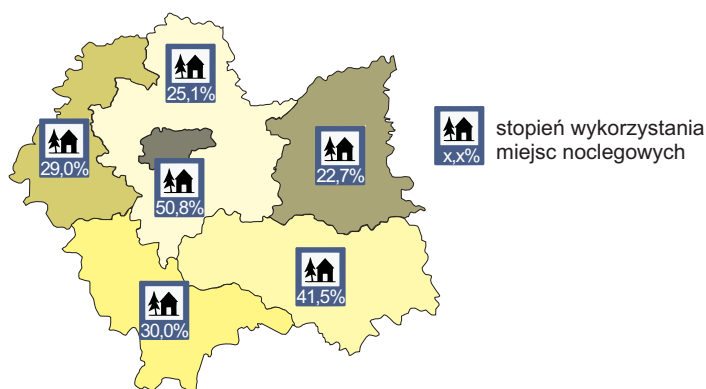 25,1%
29,0%
22,7%
50,8%
41,5%
30,0%
x,x%
stopień wykorzystania
miejsc noclegowych